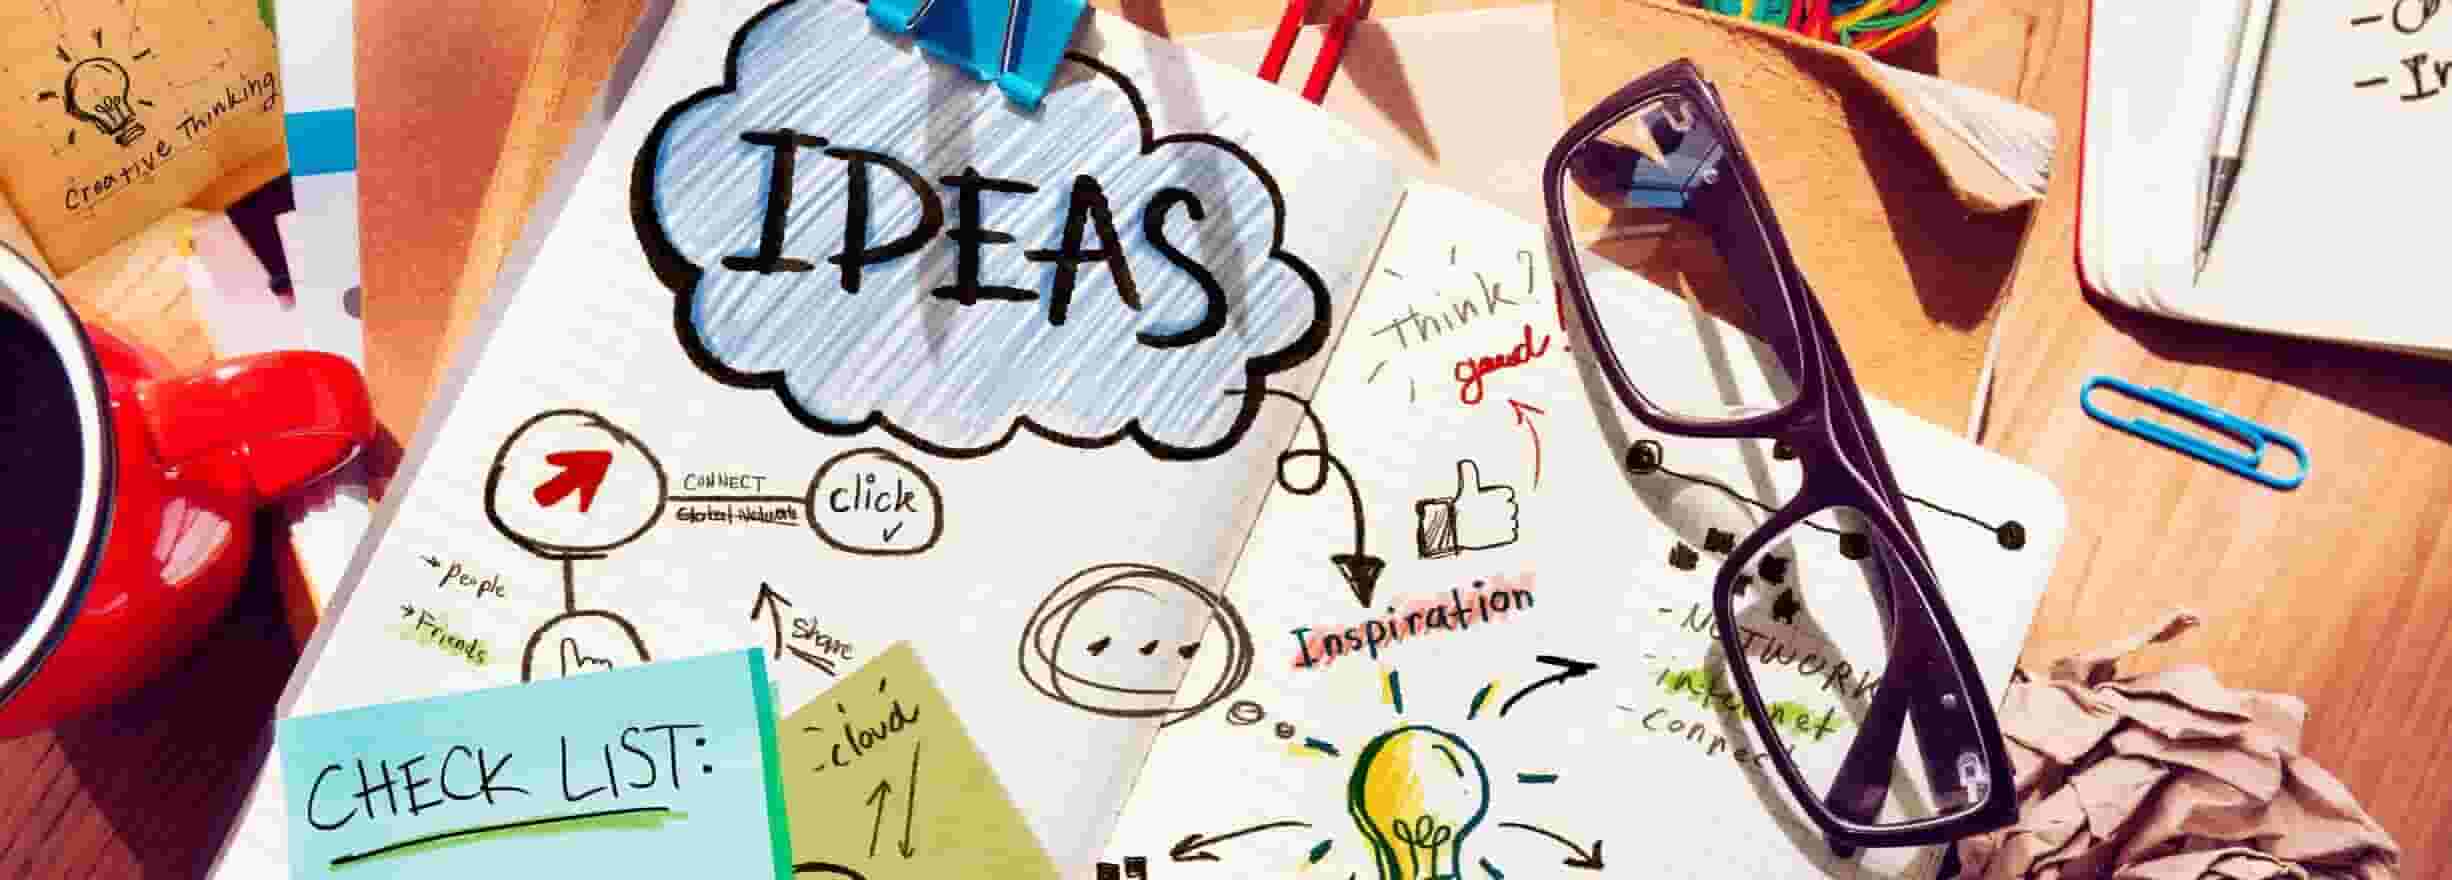 Creative Thinking
IDEAS
Think?
good!
CONNECT
Global Network
click
People
Friends
share
Inspiration
- NETWORK
- internet
- connect
CHECK LIST:
- cloud
- In